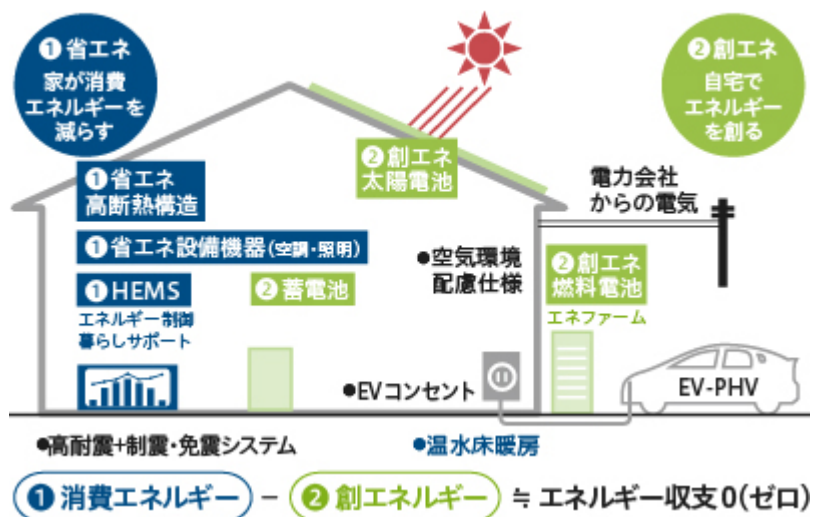 ❶省エネ
家が消費
エネルギーを
減らす
❷創エネ
自宅で
エネルギー
を創る
❷創エネ
太陽電池
❶省エネ
高断熱構造
電力会社
からの電気
❶省エネ設備機器(空調・照明)
●空気環境
配慮仕様
❷創エネ
燃料電池
エネファーム
❶HEMS
エネルギー制御
暮らしサポート
❷蓄電池
●EVコンセント
EV-PHV
●高耐震+制震・免震システム
●温水床暖房
❶消費エネルギー − ❷創エネルギー ≒ エネルギー収支0(ゼロ)